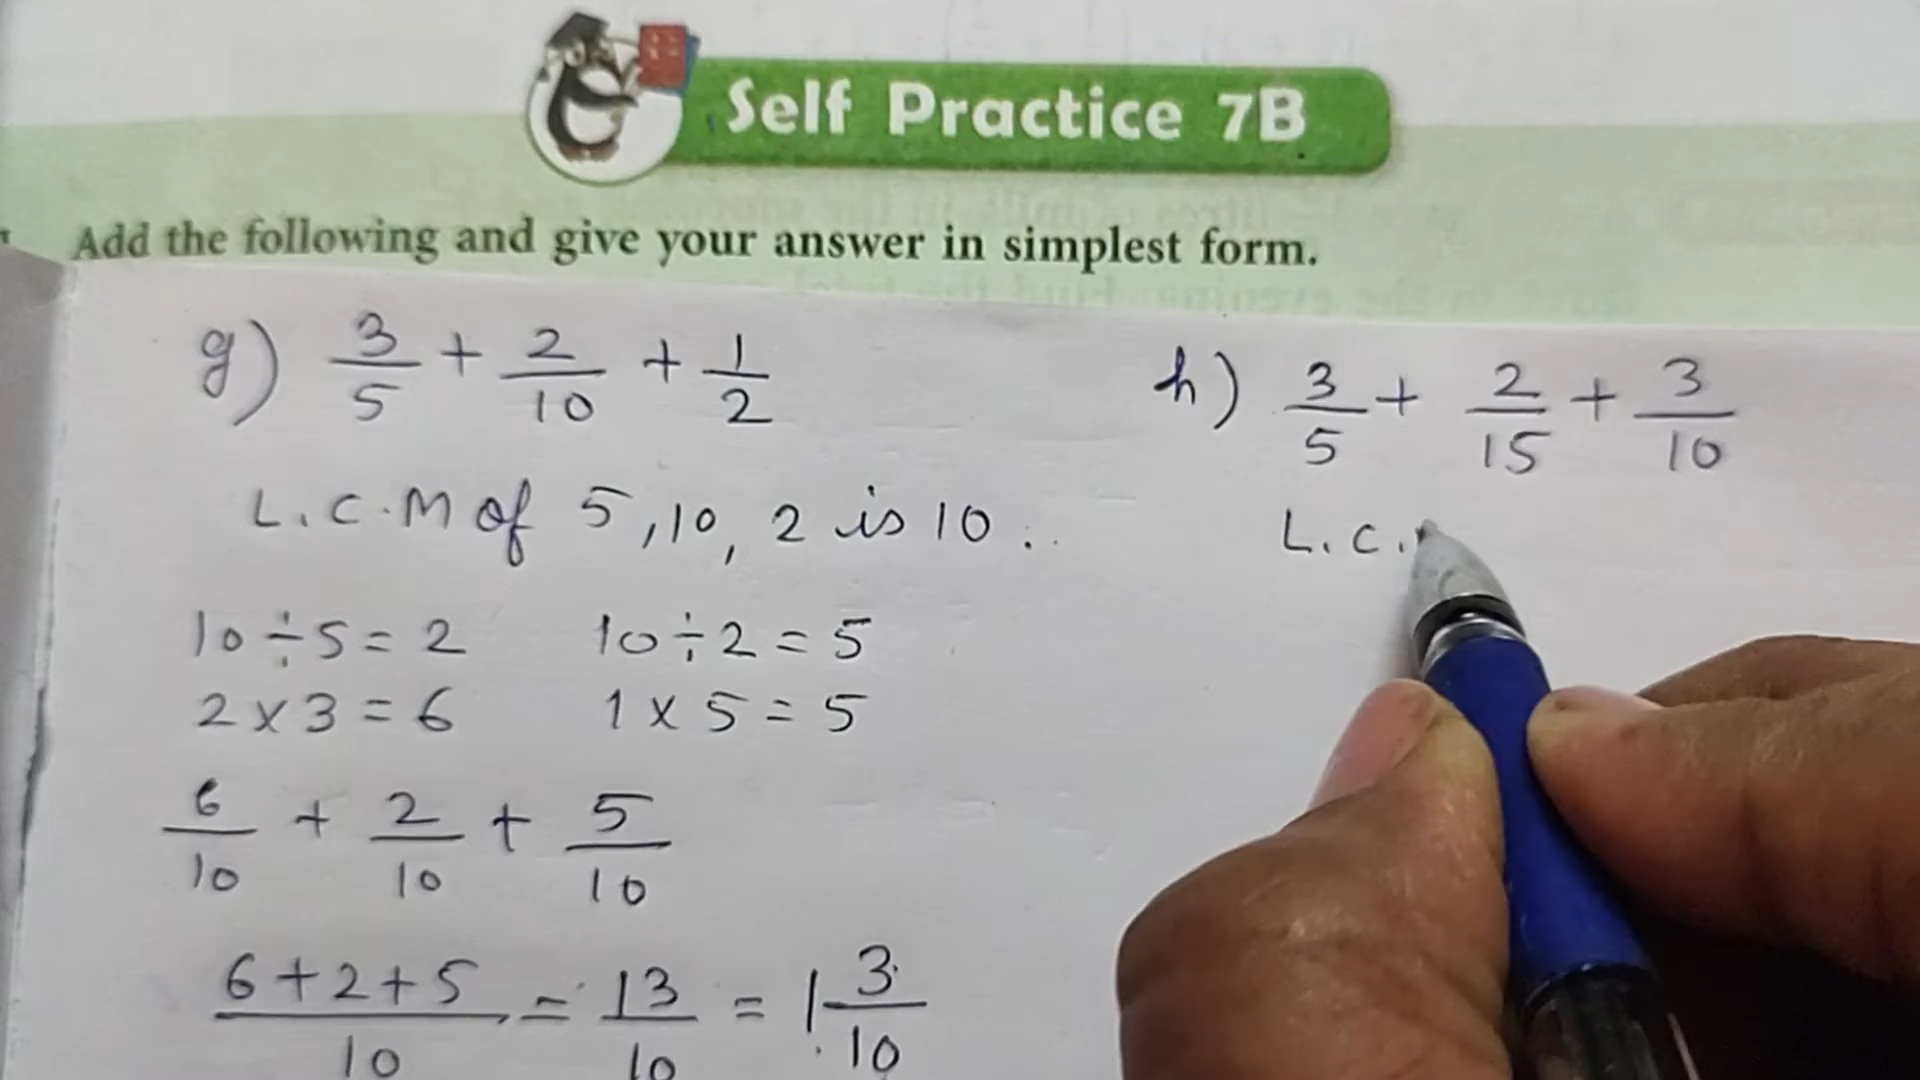 Self Practice 7B
Add the following and give your answer in simplest form.
g) 3/5 + 2/10 + 1/2
L.C.M of 5, 10, 2 is 10.
10 ÷ 5 = 2    10 ÷ 2 = 5
2 x 3 = 6    1 x 5 = 5
6/10 + 2/10 + 5/10
6+2+5/10 = 13/10 = 1 3/10
h) 3/5 + 2/15 + 3/10
L.C.